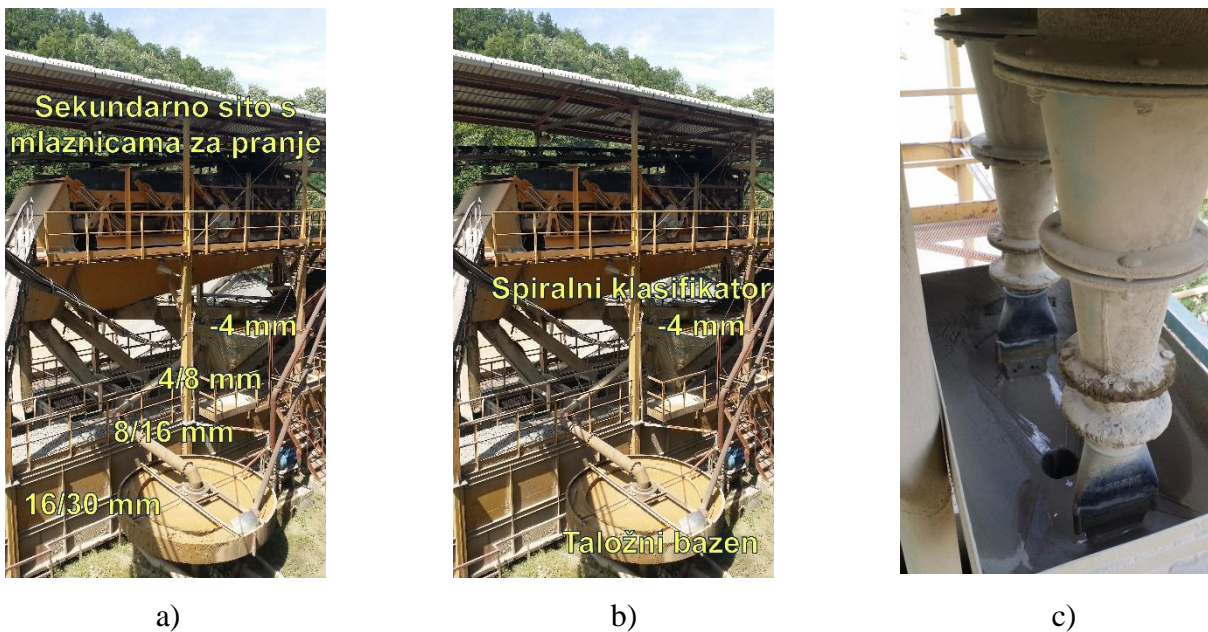 Sekundarno sito s
mlaznicama za pranje
-4 mm
4/8 mm
8/16 mm
16/30 mm
Spiralni klasifikator
-4 mm
Taložni bazen
a)
b)
c)